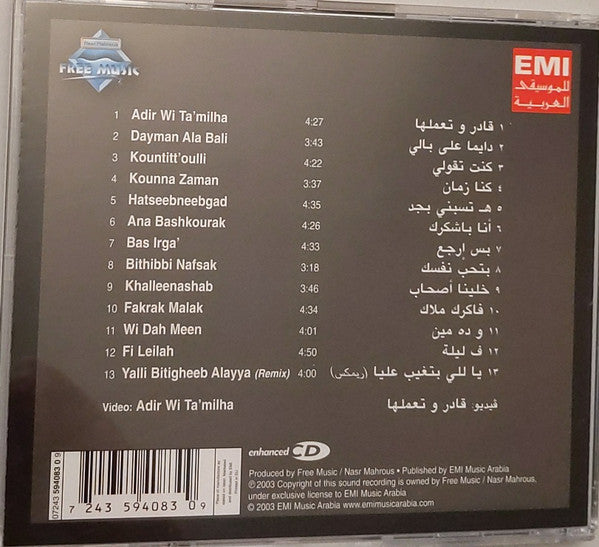 Nasr Mahrous
FREE MUSIC
EMI
للموسيقى
العربية
1 Adir Wi Ta'milha 4:27 ١ قادر و تعملها
2 Dayman Ala Bali 3:43 ٢ دايما على بالي
3 Kountitt'oulli 4:22 ٣ كنت تقولي
4 Kounna Zaman 3:37 ٤ كنا زمان
5 Hatseebneebgad 4:35 ٥ هـ تسبني بجد
6 Ana Bashkourak 4:26 ٦ أنا باشكرك
7 Bas Irga' 4:33 ٧ بس إرجع
8 Bithibbi Nafsak 3:18 ٨ بتحب نفسك
9 Khalleenashab 3:46 ٩ خلينا أصحاب
10 Fakrak Malak 4:34 ١٠ فاكرك ملاك
11 Wi Dah Meen 4:01 ١١ و ده مين
12 Fi Leilah 4:50 ١٢ ف ليلة
13 Yalli Bitigheeb Alayya (Remix) 4:00 ١٣ يا للي بتغيب عليا (ريمكس)
Video: Adir Wi Ta'milha ڤيديو: قادر و تعملها
07243 594083 0 9
7 243 594083 09
enhanced CD
Produced by Free Music / Nasr Mahrous • Published by EMI Music Arabia
℗ 2003 Copyright of this sound recording is owned by Free Music / Nasr Mahrous,
under exclusive license to EMI Music Arabia
© 2003 EMI Music Arabia www.emimusicarabia.com